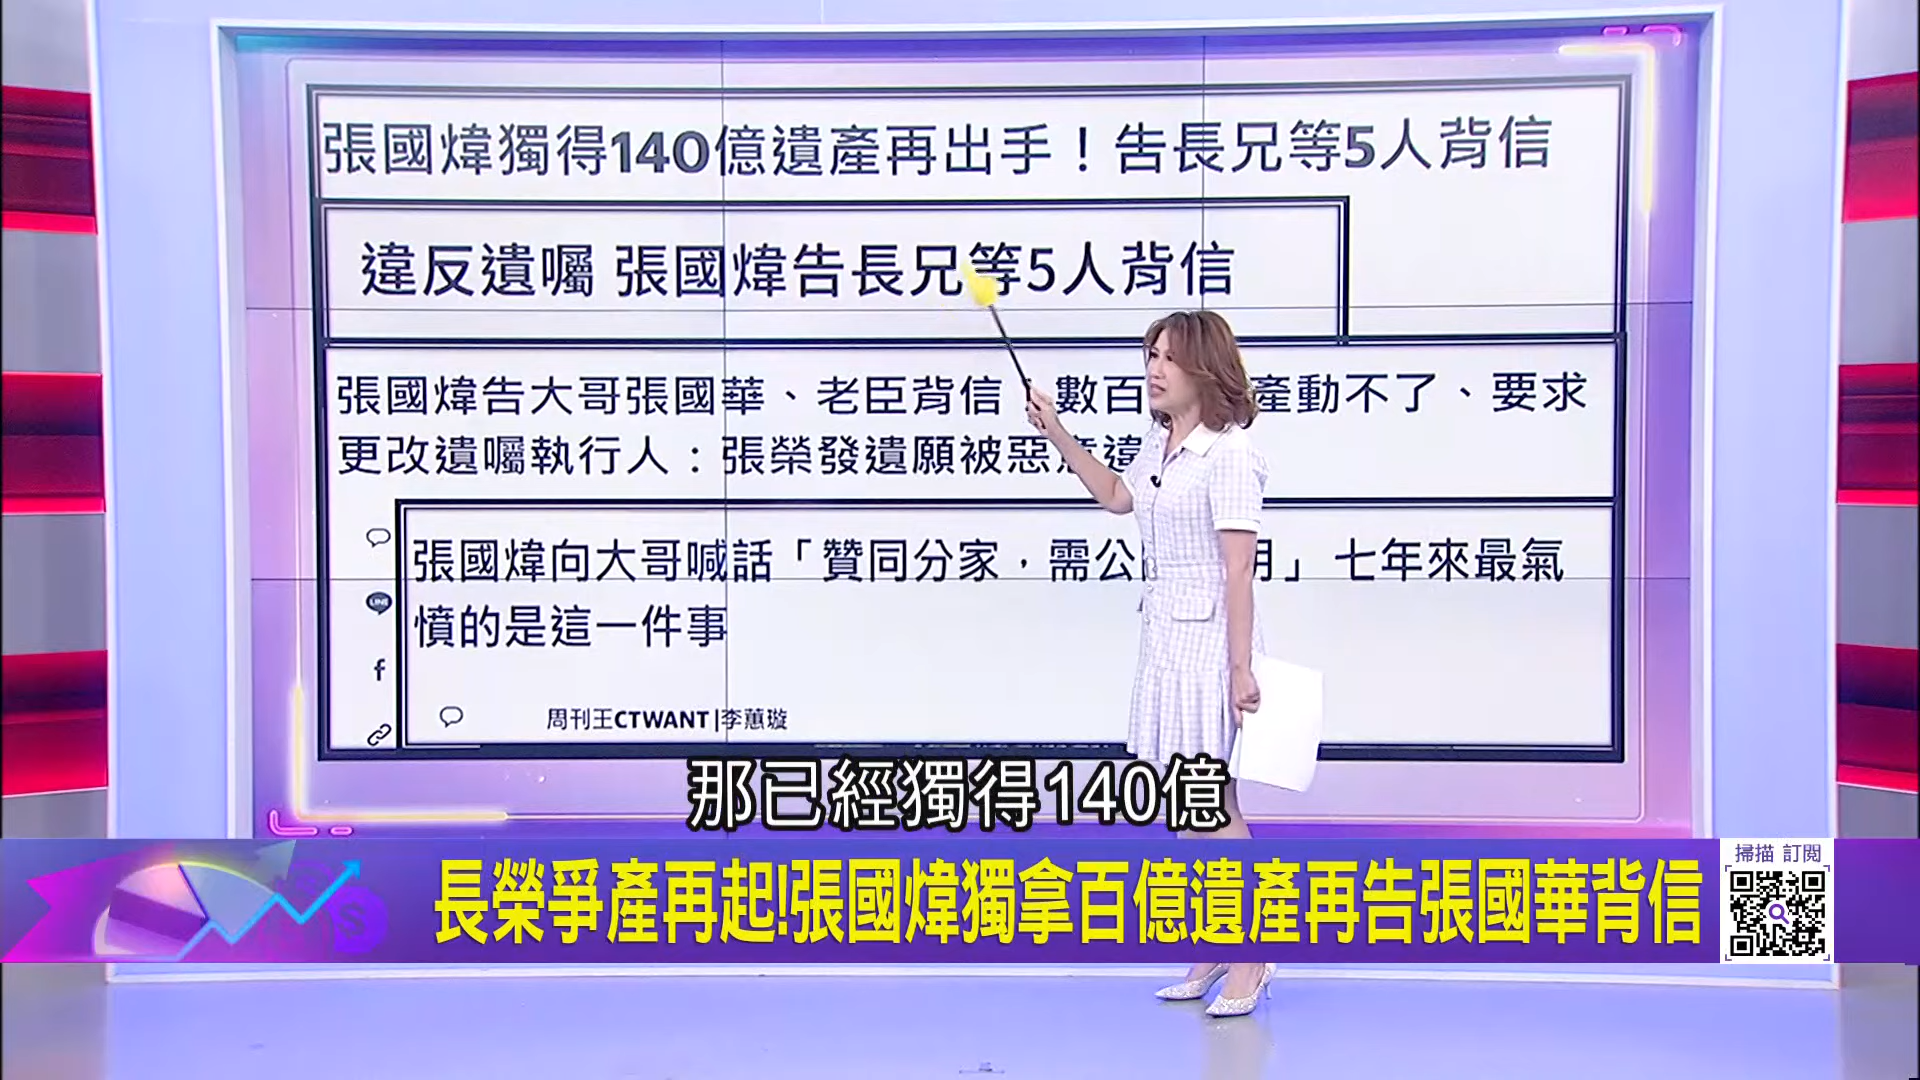 張國煒獨得140億遺產再出手！告長兄等5人背信
違反遺囑 張國煒告長兄等5人背信
張國煒告大哥張國華、老臣背信 數百 產動不了、要求
更改遺囑執行人：張榮發遺願被惡意違
張國煒向大哥喊話「贊同分家，需公 」七年來最氣
憤的是這一件事
LINE
f
周刊王CTWANT|李蕙璇
那已經獨得140億
長榮爭產再起!張國煒獨拿百億遺產再告張國華背信
掃描 訂閱